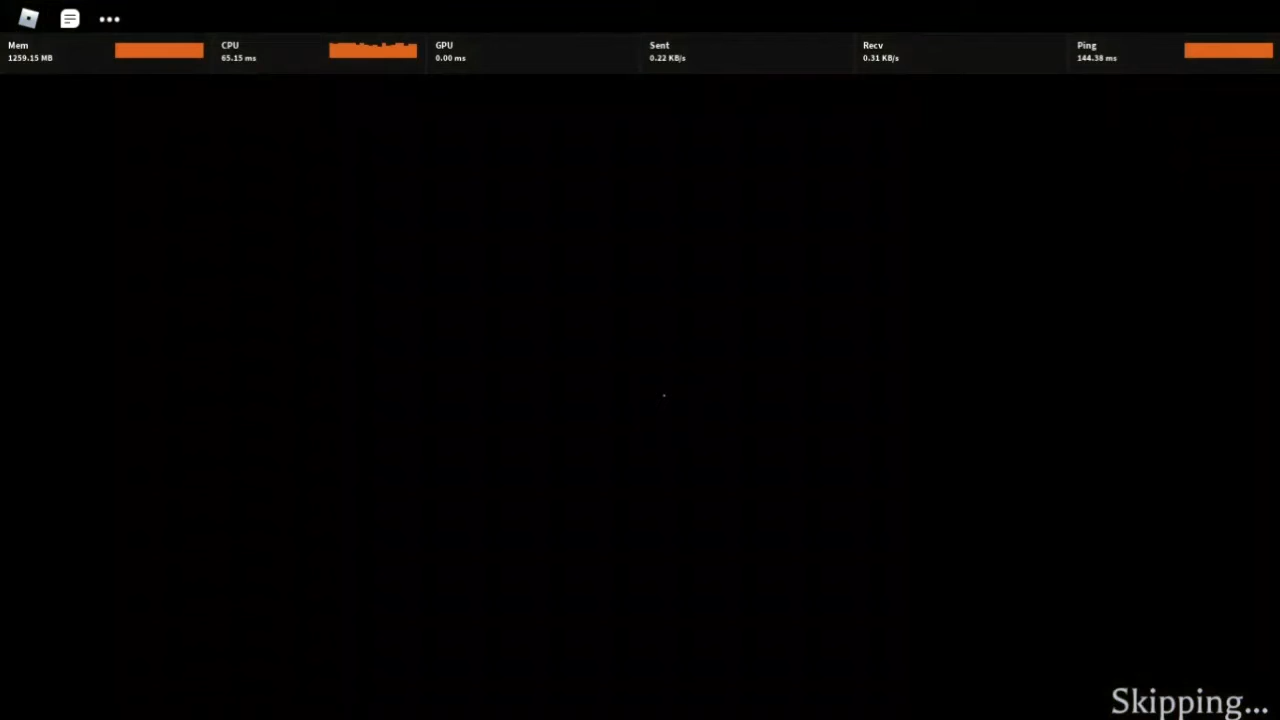 Mem CPU GPU Sent Recv Ping
1259.15 MB 65.15 ms 0.00 ms 0.22 KB/s 0.31 KB/s 144.38 ms
Skipping...